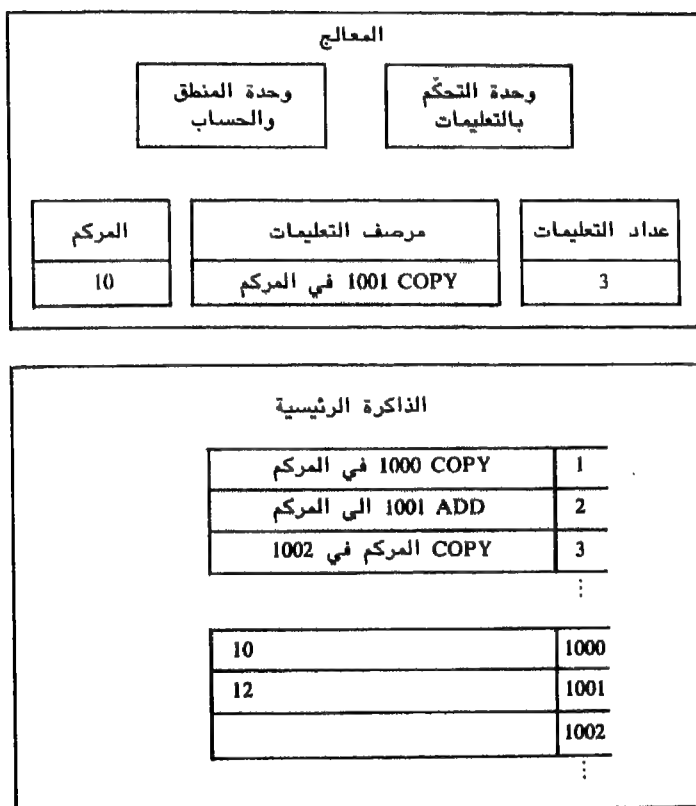 المعالج
وحدة التحكّم
بالتعليمات
وحدة المنطق
والحساب
عداد التعليمات
مرصف التعليمات
المركم
3
1001 COPY في المركم
10
الذاكرة الرئيسية
1 1000 COPY في المركم
2 1001 ADD الى المركم
3 COPY المركم في 1002
⋮
1000 10
1001 12
1002
⋮